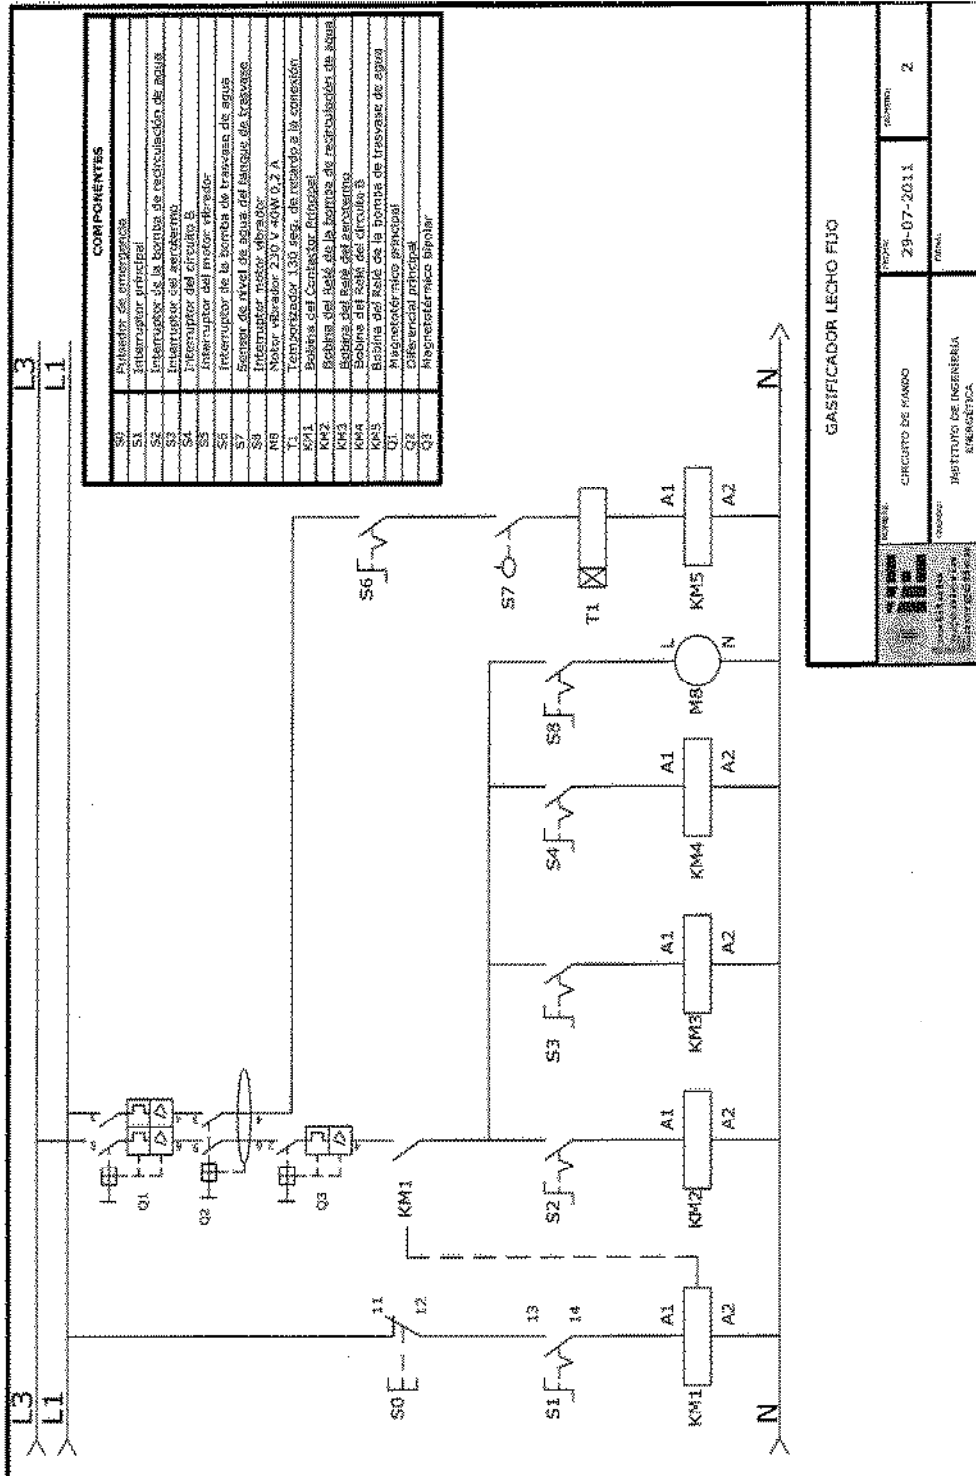 L3
L1
L3
L1
COMPONENTES
S0 Pulsador de emergencia
S1 Interruptor principal
S2 Interruptor de la bomba de recirculación de agua
S3 Interruptor del aerotermo
S4 Interruptor del circuito B
S5 Interruptor del motor vibrador
S6 Interruptor de la bomba de trasvase de agua
S7 Sensor de nivel de agua del tanque de trasvase
S8 Interruptor motor vibrador
M8 Motor vibrador 230 V 40W 0,2 A
T1 Temporizador 130 seg. de retardo a la conexión
KM1 Bobina del Contactor Principal
KM2 Bobina del Relé de la bomba de recirculación de agua
KM3 Bobina del Relé del aerotermo
KM4 Bobina del Relé del circuito B
KM5 Bobina del Relé de la bomba de trasvase de agua
Q1 Magnetotérmico principal
Q2 Diferencial principal
Q3 Magnetotérmico bipolar
Q1
Q2
Q3
KM1
S0
11
12
S1
13
14
S2
S3
S4
S8
S6
S7
T1
KM1
A1
A2
KM2
A1
A2
KM3
A1
A2
KM4
A1
A2
M8
L
N
KM5
A1
A2
N
N
GASIFICADOR LECHO FIJO
NOMBRE:
CIRCUITO DE MANDO
FECHA:
29-07-2011
2
INSTITUTO DE INGENIERÍA
ENERGÉTICA
FIRMA: